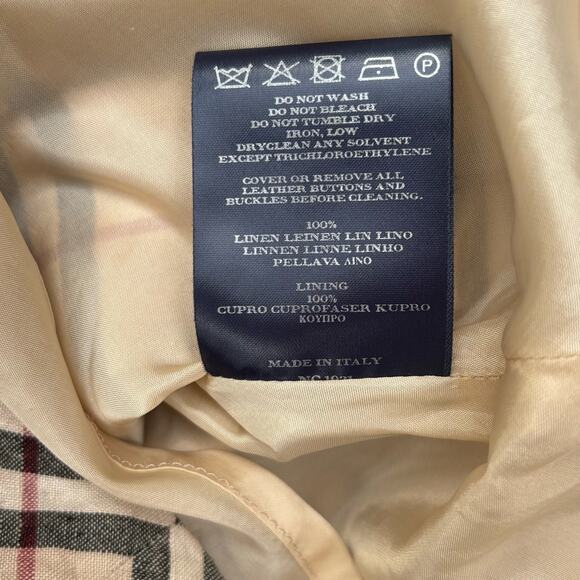 P
DO NOT WASH
DO NOT BLEACH
DO NOT TUMBLE DRY
IRON, LOW
DRYCLEAN ANY SOLVENT
EXCEPT TRICHLOROETHYLENE
COVER OR REMOVE ALL
LEATHER BUTTONS AND
BUCKLES BEFORE CLEANING.
100%
LINEN LEINEN LIN LINO
LINNEN LINNE LINHO
PELLAVA ΛΙΝΟ
LINING
100%
CUPRO CUPROFASER KUPRO
ΚΟΥΠΡΟ
MADE IN ITALY